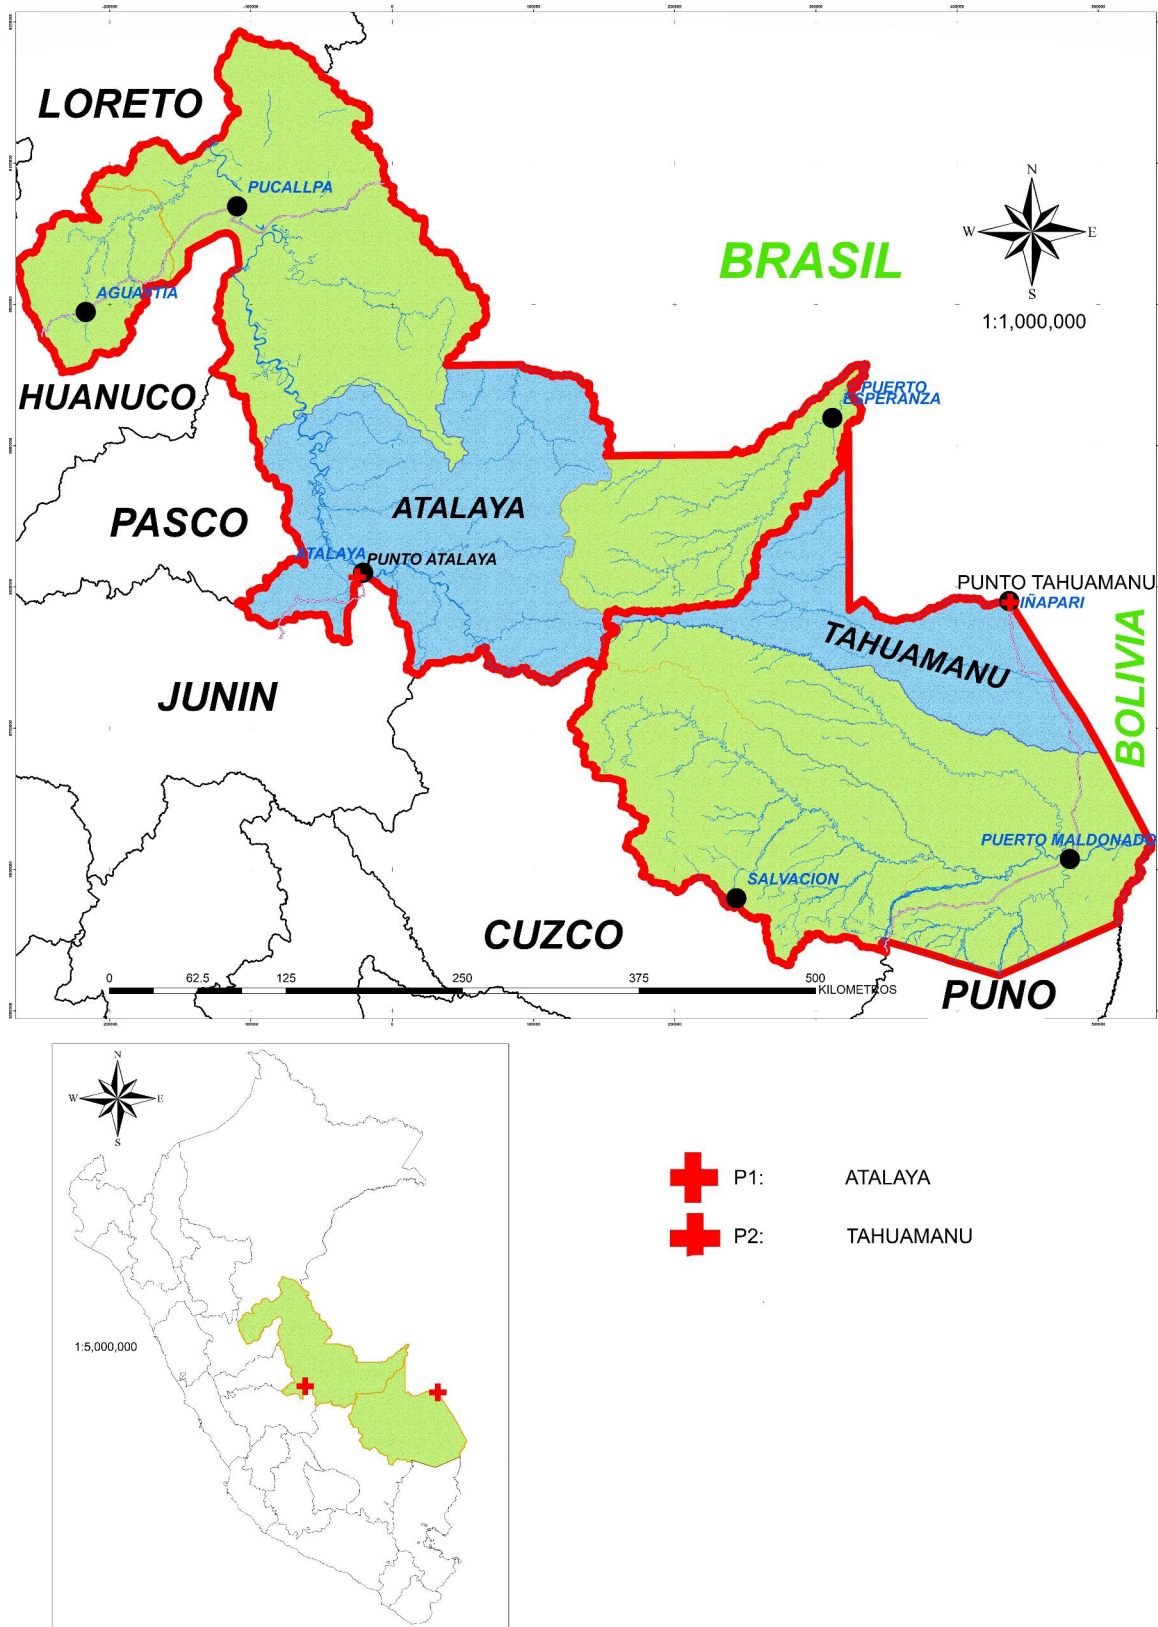 LORETO
PUCALLPA
N
W
E
S
1:1,000,000
BRASIL
AGUAYTIA
HUANUCO
PUERTO
ESPERANZA
PASCO
ATALAYA
ATALAYA
PUNTO ATALAYA
PUNTO TAHUAMANU
IÑAPARI
TAHUAMANU
BOLIVIA
JUNIN
PUERTO MALDONADO
SALVACION
CUZCO
PUNO
0 62.5 125 250 375 500
KILOMETROS
N
W
E
S
1:5,000,000
P1: ATALAYA
P2: TAHUAMANU